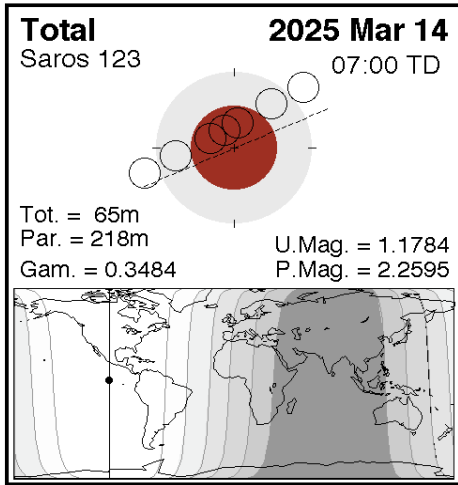 Total
2025 Mar 14
Saros 123
07:00 TD
Tot. = 65m
Par. = 218m
U.Mag. = 1.1784
Gam. = 0.3484
P.Mag. = 2.2595